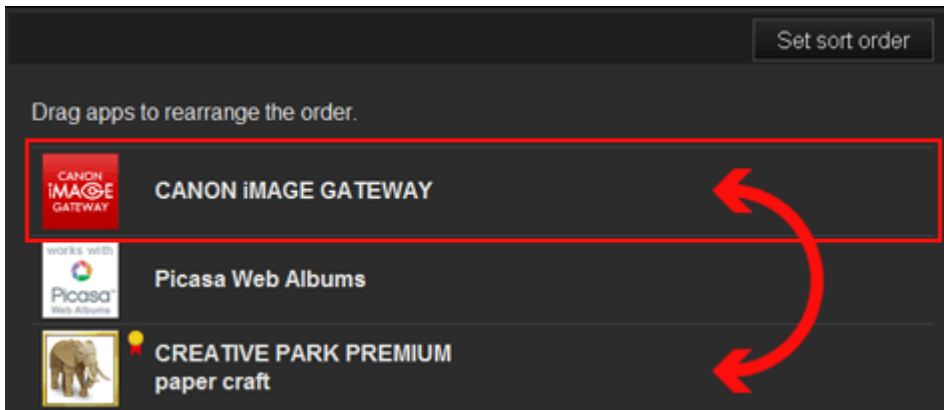 Set sort order
Drag apps to rearrange the order.
CANON
iMAGE
GATEWAY
CANON iMAGE GATEWAY
works with
Picasa™
Web Albums
Picasa Web Albums
CREATIVE PARK PREMIUM
paper craft